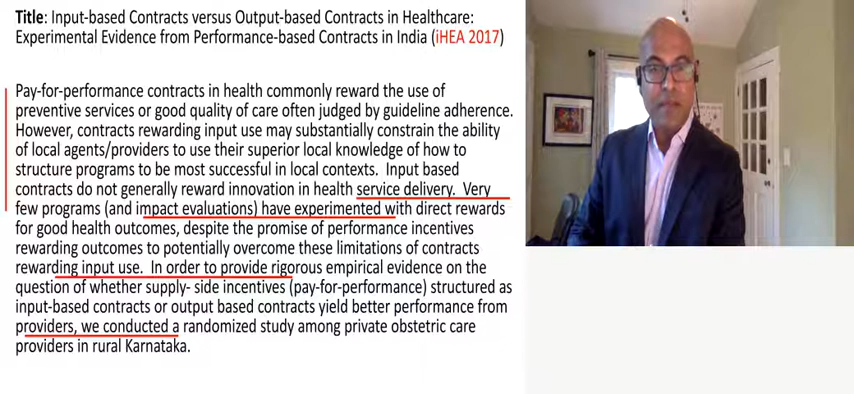 Title: Input-based Contracts versus Output-based Contracts in Healthcare:
Experimental Evidence from Performance-based Contracts in India (iHEA 2017)
Pay-for-performance contracts in health commonly reward the use of
preventive services or good quality of care often judged by guideline adherence.
However, contracts rewarding input use may substantially constrain the ability
of local agents/providers to use their superior local knowledge of how to
structure programs to be most successful in local contexts. Input based
contracts do not generally reward innovation in health service delivery. Very
few programs (and impact evaluations) have experimented with direct rewards
for good health outcomes, despite the promise of performance incentives
rewarding outcomes to potentially overcome these limitations of contracts
rewarding input use. In order to provide rigorous empirical evidence on the
question of whether supply- side incentives (pay-for-performance) structured as
input-based contracts or output based contracts yield better performance from
providers, we conducted a randomized study among private obstetric care
providers in rural Karnataka.